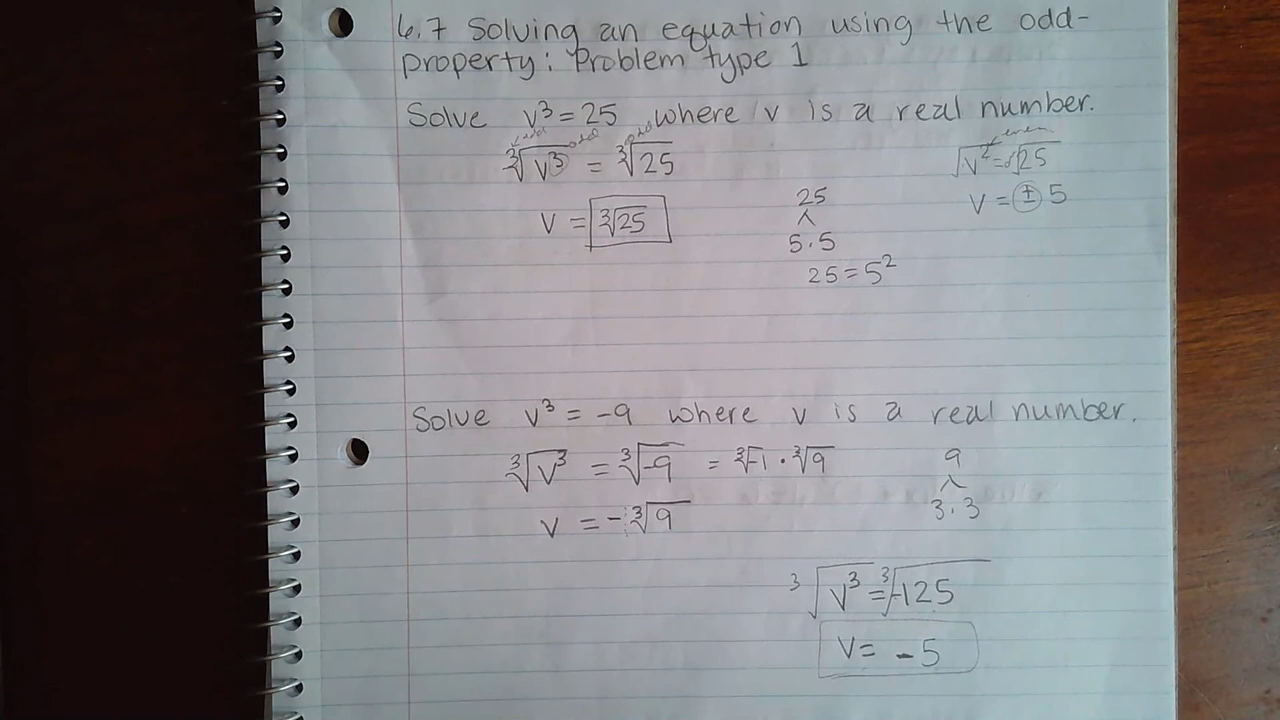 6.7 Solving an equation using the odd-
property: Problem type 1
Solve v³ = 25 where v is a real number.
∛v³ = ∛25
v = ∛25
25
5.5
25 = 5²
even
√v² = √25
v = ± 5
Solve v³ = -9 where v is a real number.
∛v³ = ∛-9 = ∛-1 · ∛9
v = -∛9
9
3.3
∛v³ = ∛-125
v = -5